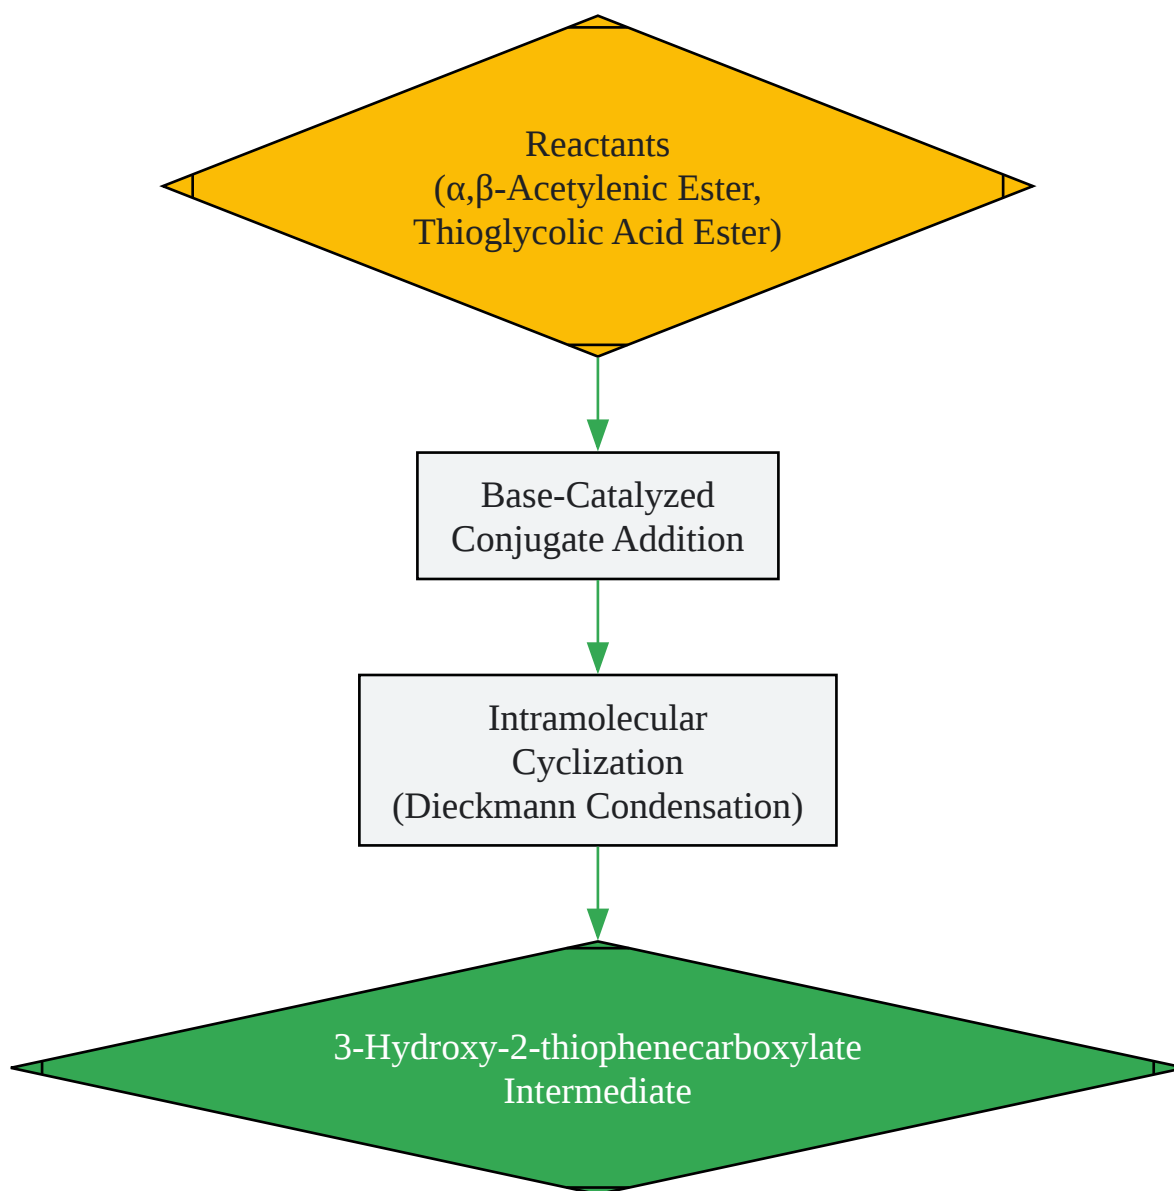 Reactants
(α,β-Acetylenic Ester,
Thioglycolic Acid Ester)
Base-Catalyzed
Conjugate Addition
Intramolecular
Cyclization
(Dieckmann Condensation)
3-Hydroxy-2-thiophenecarboxylate
Intermediate